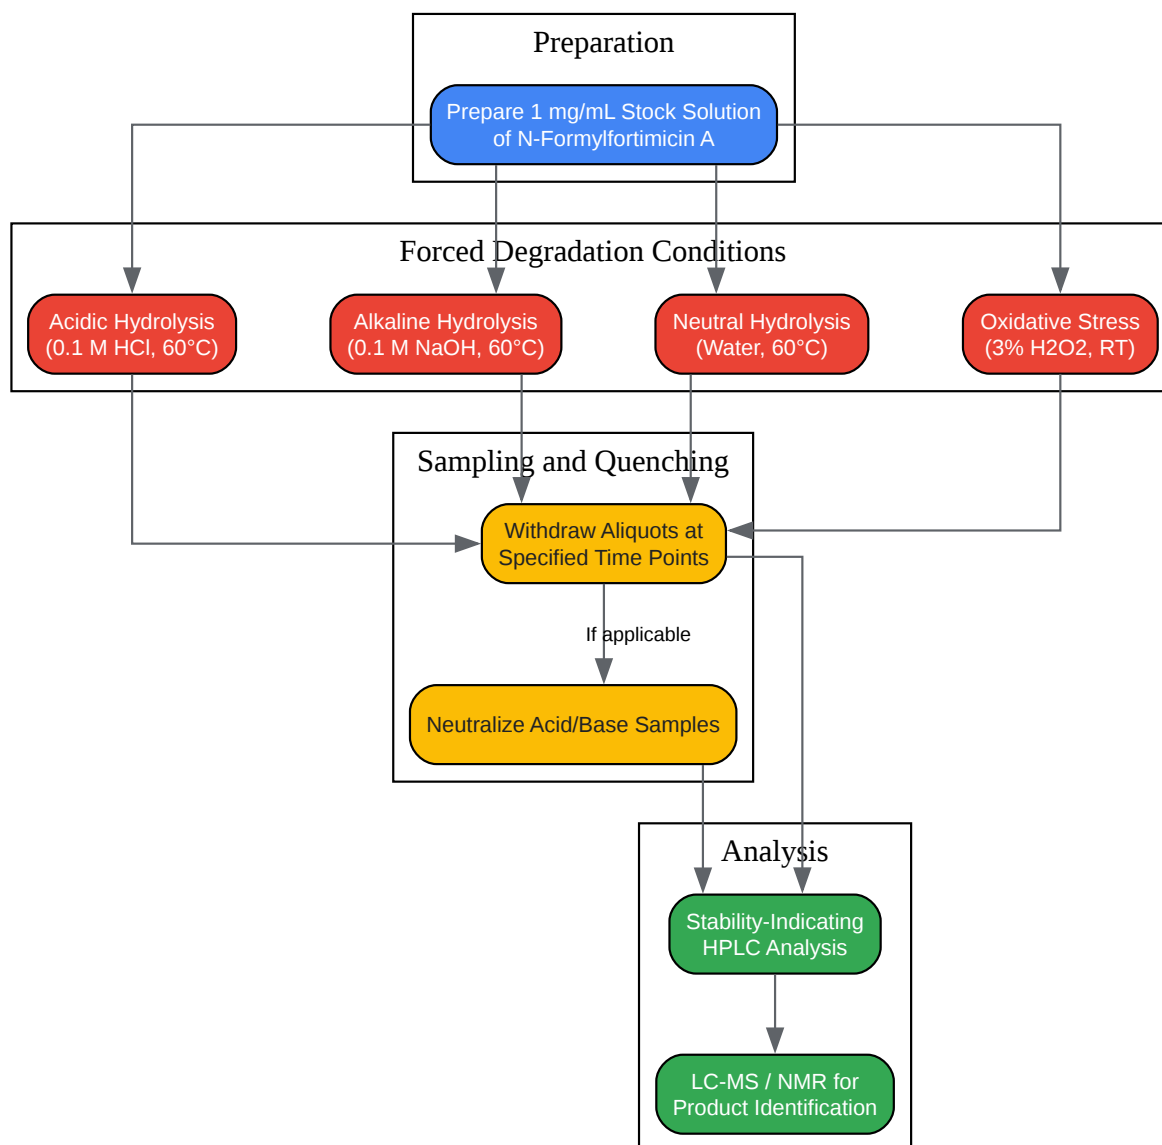 Preparation
Prepare 1 mg/mL Stock Solution
of N-Formylfortimicin A
Forced Degradation Conditions
Acidic Hydrolysis
(0.1 M HCl, 60°C)
Alkaline Hydrolysis
(0.1 M NaOH, 60°C)
Neutral Hydrolysis
(Water, 60°C)
Oxidative Stress
(3% H2O2, RT)
Sampling and Quenching
Withdraw Aliquots at
Specified Time Points
If applicable
Neutralize Acid/Base Samples
Analysis
Stability-Indicating
HPLC Analysis
LC-MS / NMR for
Product Identification